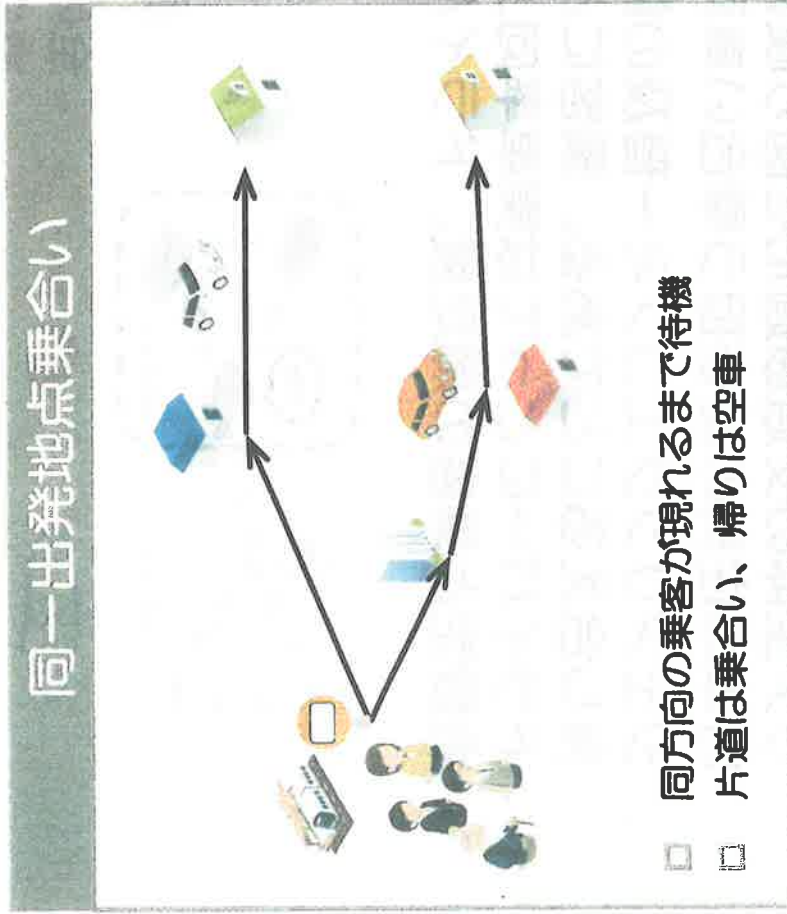 同一出発地点乗合い
同方向の乗客が現れるまで待機
片道は乗合い、帰りは空車